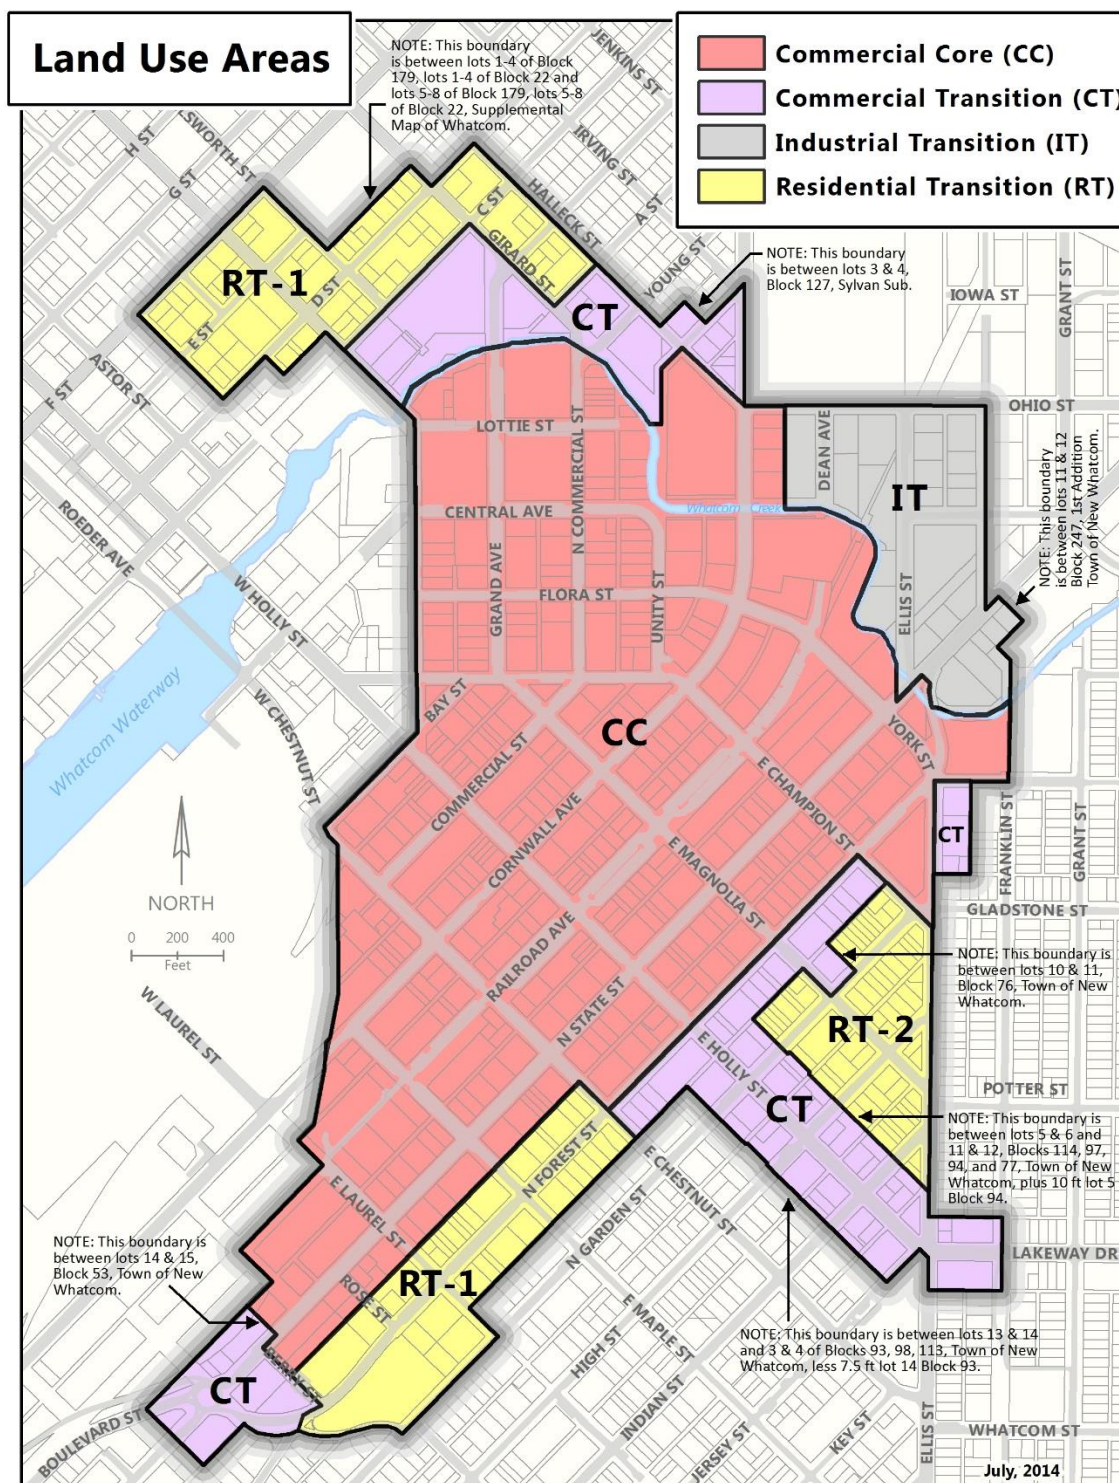 Land Use Areas
NOTE: This boundary
is between lots 1-4 of Block
179, lots 1-4 of Block 22 and
lots 5-8 of Block 179, lots 5-8
of Block 22, Supplemental
Map of Whatcom.
Commercial Core (CC)
Commercial Transition (CT)
Industrial Transition (IT)
Residential Transition (RT)
JENKINS ST
H ST
G ST
ELSWORTH ST
IRVING ST
A ST
HALLECK ST
C ST
GIRARD ST
YOUNG ST
NOTE: This boundary
is between lots 3 & 4,
Block 127, Sylvan Sub.
GRANT ST
IOWA ST
RT-1
D ST
E ST
CT
F ST
ASTOR ST
OHIO ST
LOTTIE ST
N COMMERCIAL ST
DEAN AVE
IT
NOTE: This boundary
is between lots 11 & 12
Block 247, 1st Addition
Town of New Whatcom.
CENTRAL AVE
Whatcom Creek
ROEDER AVE
W HOLLY ST
GRAND AVE
FLORA ST
UNITY ST
ELLIS ST
Whatcom Waterway
W CHESTNUT ST
BAY ST
CC
YORK ST
COMMERCIAL ST
CORNWALL AVE
E CHAMPION ST
E MAGNOLIA ST
CT
FRANKLIN ST
GRANT ST
NORTH
0 200 400
Feet
GLADSTONE ST
RAILROAD AVE
NOTE: This boundary is
between lots 10 & 11,
Block 76, Town of New
Whatcom.
W LAUREL ST
N STATE ST
RT-2
E HOLLY ST
CT
POTTER ST
NOTE: This boundary is
between lots 5 & 6 and
11 & 12, Blocks 114, 97,
94, and 77, Town of New
Whatcom, plus 10 ft lot 5
Block 94.
N FOREST ST
E CHESTNUT ST
E LAUREL ST
N GARDEN ST
NOTE: This boundary is
between lots 14 & 15,
Block 53, Town of New
Whatcom.
LAKEWAY DR
RT-1
ROSE ST
E MAPLE ST
HIGH ST
NOTE: This boundary is between lots 13 & 14
and 3 & 4 of Blocks 93, 98, 113, Town of New
Whatcom, less 7.5 ft lot 14 Block 93.
CT
INDIAN ST
BOULEVARD ST
JERSEY ST
KEY ST
ELLIS ST
WHATCOM ST
July, 2014